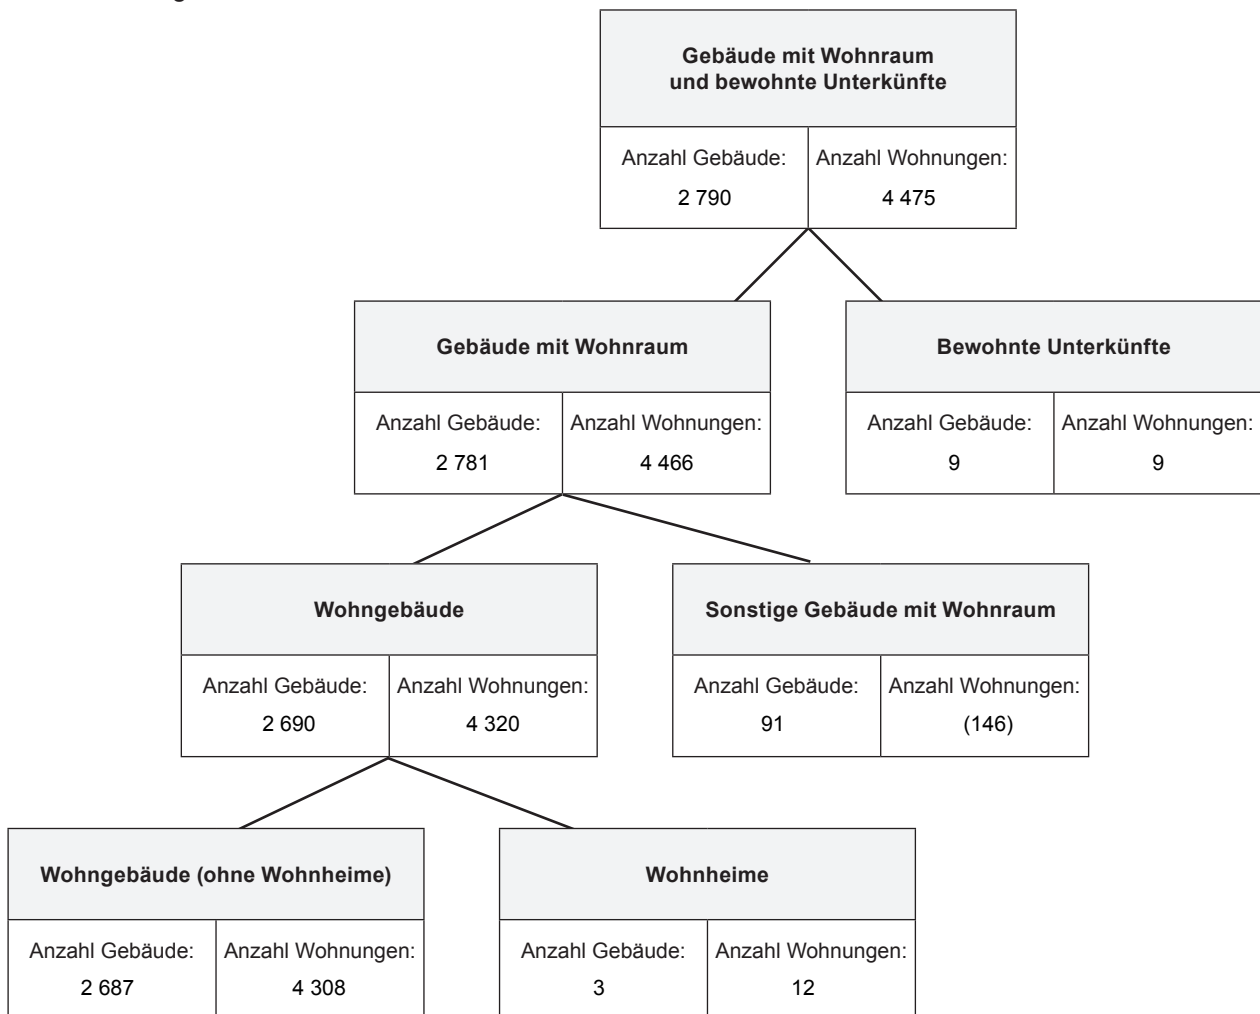 Gebäude mit Wohnraum
und bewohnte Unterkünfte
Anzahl Gebäude: Anzahl Wohnungen:
2 790 4 475
Gebäude mit Wohnraum
Anzahl Gebäude: Anzahl Wohnungen:
2 781 4 466
Bewohnte Unterkünfte
Anzahl Gebäude: Anzahl Wohnungen:
9 9
Wohngebäude
Anzahl Gebäude: Anzahl Wohnungen:
2 690 4 320
Sonstige Gebäude mit Wohnraum
Anzahl Gebäude: Anzahl Wohnungen:
91 (146)
Wohngebäude (ohne Wohnheime)
Anzahl Gebäude: Anzahl Wohnungen:
2 687 4 308
Wohnheime
Anzahl Gebäude: Anzahl Wohnungen:
3 12